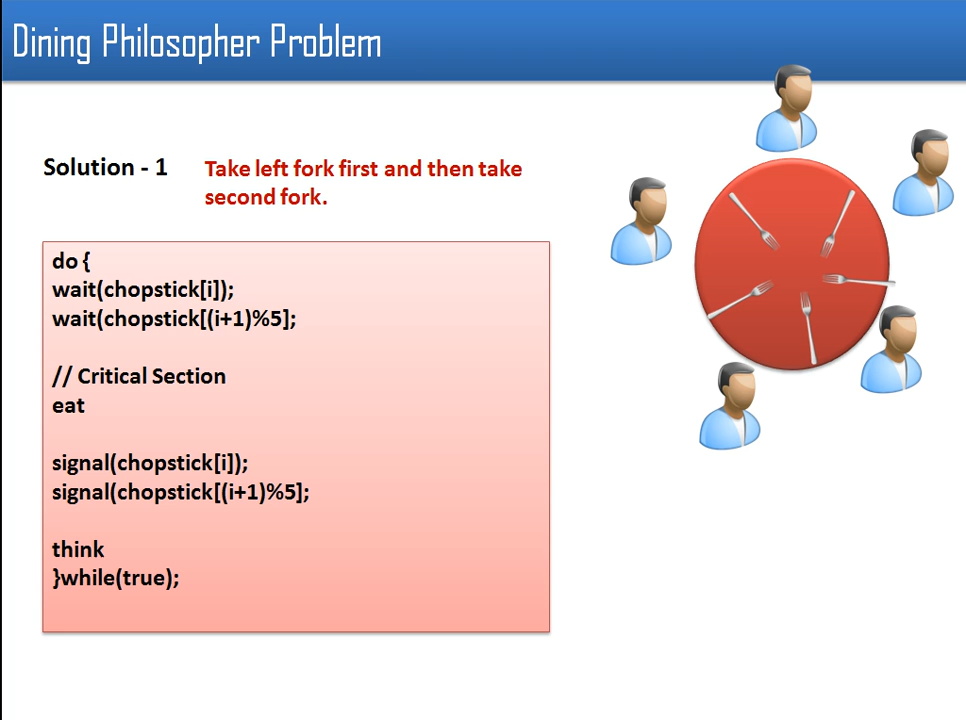 Dining Philosopher Problem
Solution - 1
Take left fork first and then take
second fork.
do {
wait(chopstick[i]);
wait(chopstick[(i+1)%5];
// Critical Section
eat
signal(chopstick[i]);
signal(chopstick[(i+1)%5];
think
}while(true);